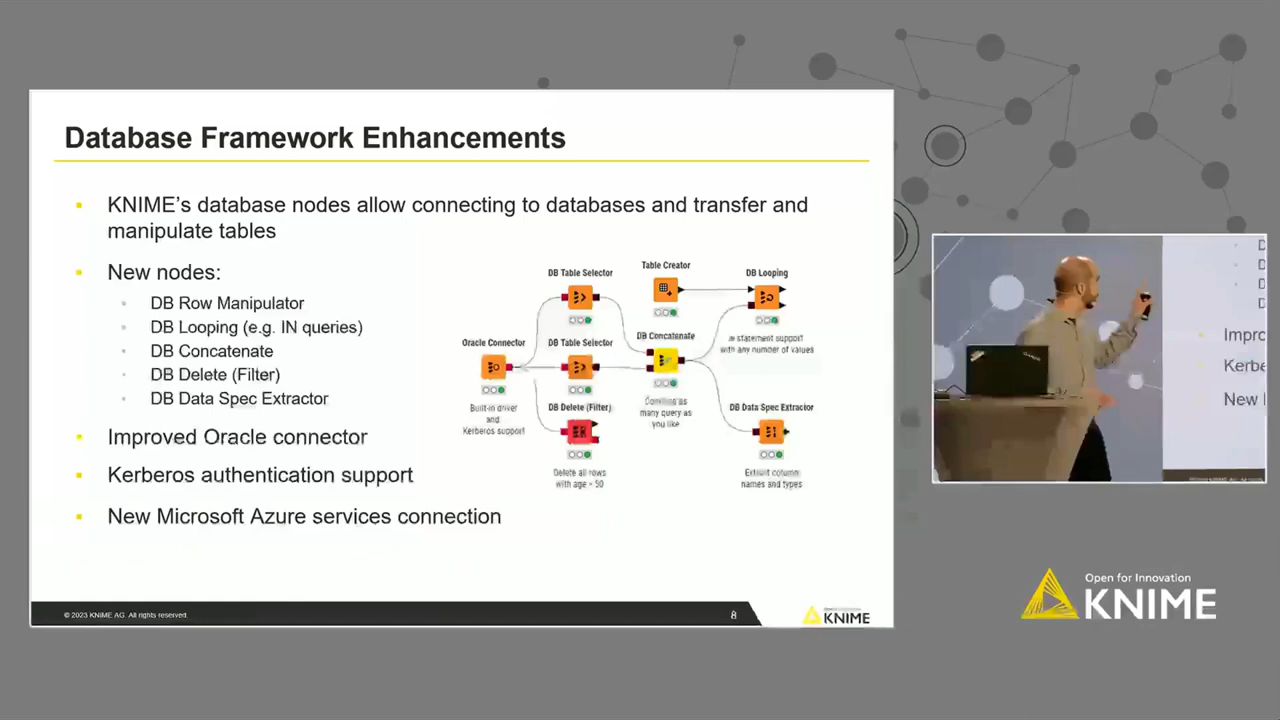 Database Framework Enhancements
KNIME's database nodes allow connecting to databases and transfer and
manipulate tables
New nodes:
DB Row Manipulator
DB Looping (e.g. IN queries)
DB Concatenate
DB Delete (Filter)
DB Data Spec Extractor
Improved Oracle connector
Kerberos authentication support
New Microsoft Azure services connection
Oracle Connector
Built-in driver
and
Kerberos support
DB Table Selector
DB Table Selector
DB Delete (Filter)
Delete all rows
with age > 50
Table Creator
DB Concatenate
many query as
you like
DB Looping
statement support
with any number of values
DB Data Spec Extractor
Extract column
names and types
© 2023 KNIME AG. All rights reserved.
8
KNIME
Impro
Kerbe
New
Open for Innovation
KNIME